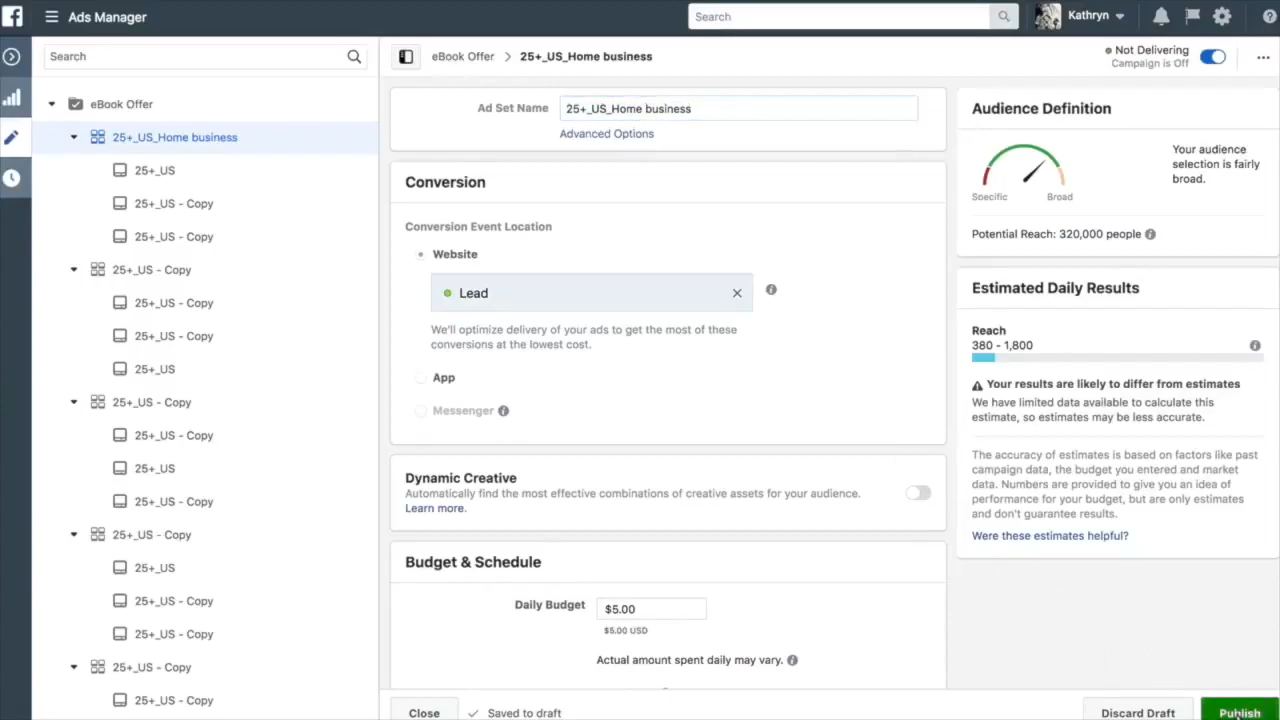 Ads Manager
Search
Kathryn
Search
eBook Offer
25+_US_Home business
25+_US
25+_US - Copy
25+_US - Copy
25+_US - Copy
25+_US - Copy
25+_US - Copy
25+_US
25+_US - Copy
25+_US - Copy
25+_US
25+_US - Copy
25+_US - Copy
25+_US
25+_US - Copy
25+_US - Copy
25+_US - Copy
25+_US - Copy
eBook Offer
25+_US_Home business
Not Delivering
Campaign is Off
Ad Set Name
25+_US_Home business
Advanced Options
Conversion
Conversion Event Location
Website
Lead
We'll optimize delivery of your ads to get the most of these
conversions at the lowest cost.
App
Messenger
Dynamic Creative
Automatically find the most effective combinations of creative assets for your audience.
Learn more.
Budget & Schedule
Daily Budget
$5.00
$5.00 USD
Actual amount spent daily may vary.
Close
Saved to draft
Discard Draft
Publish
Audience Definition
Specific
Broad
Your audience
selection is fairly
broad.
Potential Reach: 320,000 people
Estimated Daily Results
Reach
380 - 1,800
Your results are likely to differ from estimates
We have limited data available to calculate this
estimate, so estimates may be less accurate.
The accuracy of estimates is based on factors like past
campaign data, the budget you entered and market
data. Numbers are provided to give you an idea of
performance for your budget, but are only estimates
and don't guarantee results.
Were these estimates helpful?